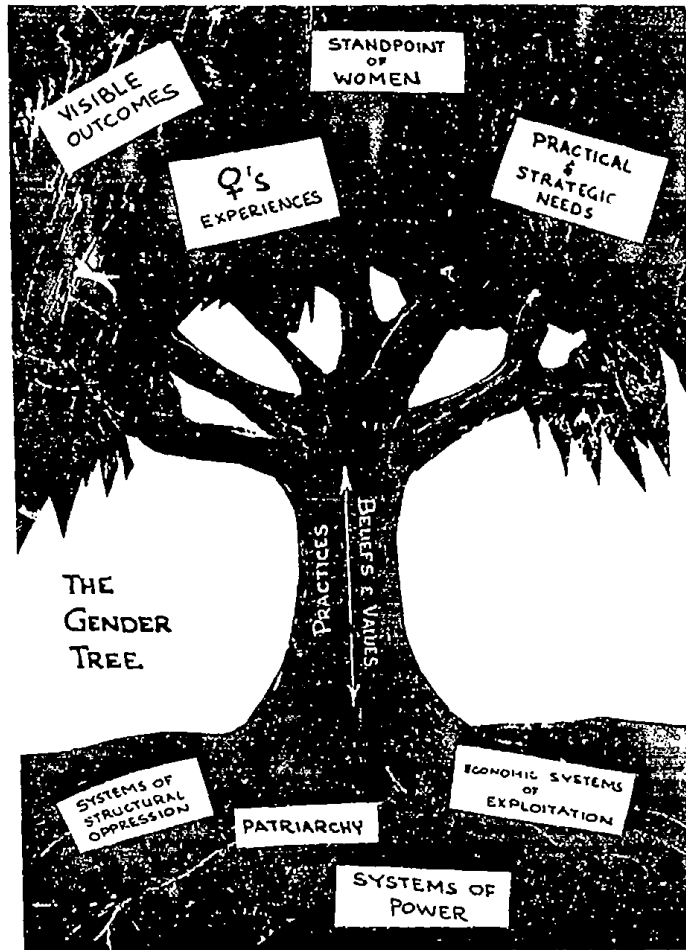 STANDPOINT
OF
WOMEN
VISIBLE
OUTCOMES
♀'S
EXPERIENCES
PRACTICAL
&
STRATEGIC
NEEDS
PRACTICES
BELIEFS & VALUES
THE
GENDER
TREE
SYSTEMS OF
STRUCTURAL
OPPRESSION
PATRIARCHY
ECONOMIC SYSTEMS
OF
EXPLOITATION
SYSTEMS OF
POWER